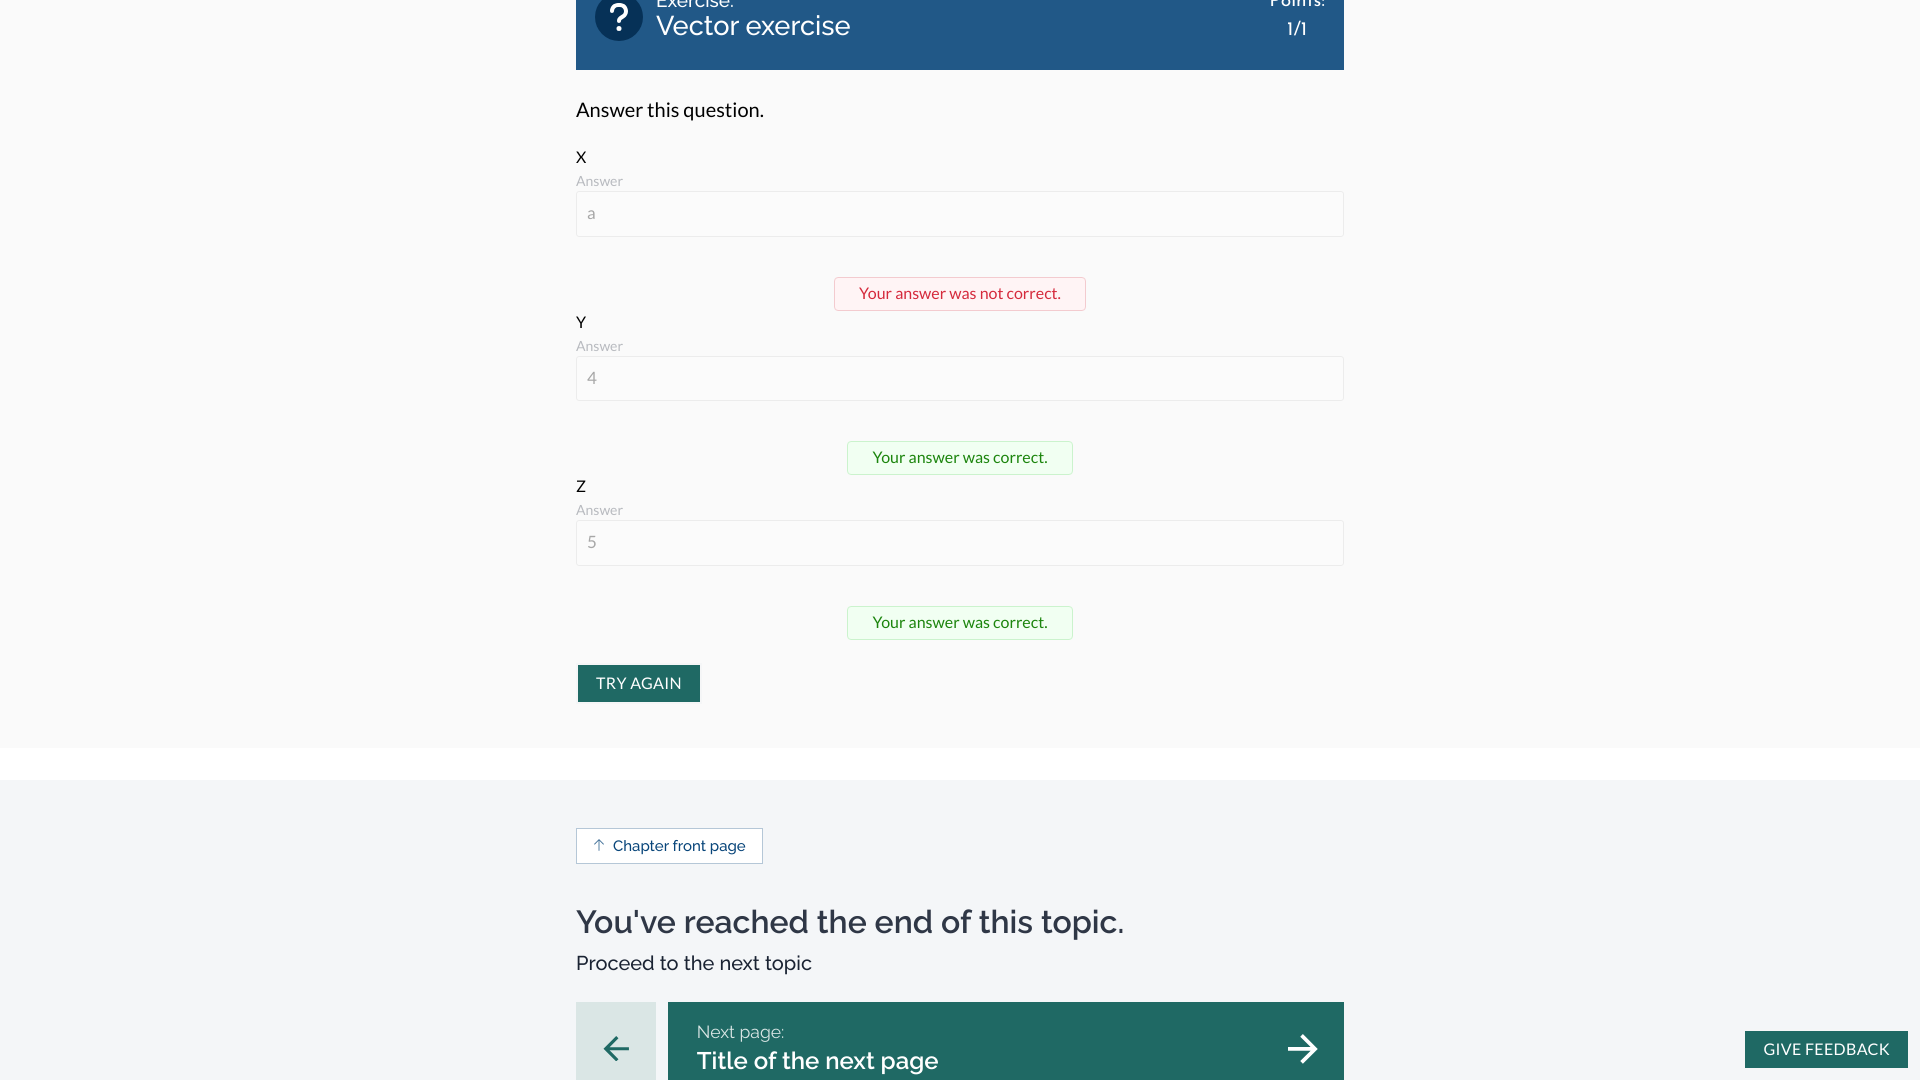 Exercise:
Vector exercise
Points:
1/1
Answer this question.
X
Answer
a
Your answer was not correct.
Y
Answer
4
Your answer was correct.
Z
Answer
5
Your answer was correct.
TRY AGAIN
Chapter front page
You've reached the end of this topic.
Proceed to the next topic
Next page:
Title of the next page
GIVE FEEDBACK